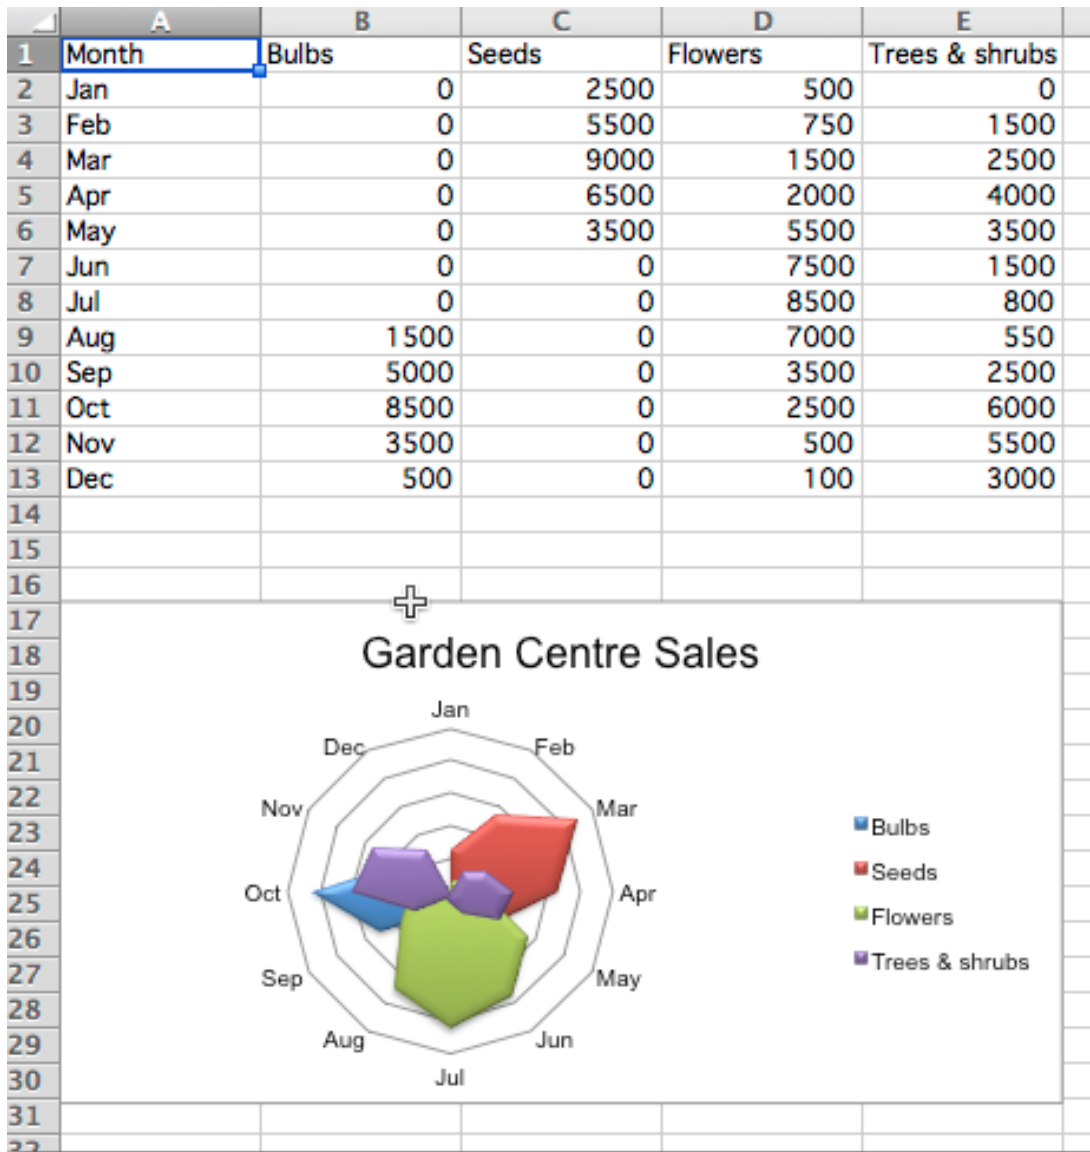 A B C D E
1 Month Bulbs Seeds Flowers Trees & shrubs
2 Jan 0 2500 500 0
3 Feb 0 5500 750 1500
4 Mar 0 9000 1500 2500
5 Apr 0 6500 2000 4000
6 May 0 3500 5500 3500
7 Jun 0 0 7500 1500
8 Jul 0 0 8500 800
9 Aug 1500 0 7000 550
10 Sep 5000 0 3500 2500
11 Oct 8500 0 2500 6000
12 Nov 3500 0 500 5500
13 Dec 500 0 100 3000
14
15
16
17
18 Garden Centre Sales
19
20 Jan
21 Dec Feb
22
23 Nov Mar
Bulbs
24 Seeds
25 Oct Apr
Flowers
26
27 Trees & shrubs
Sep May
28
29 Aug Jun
30 Jul
31
32